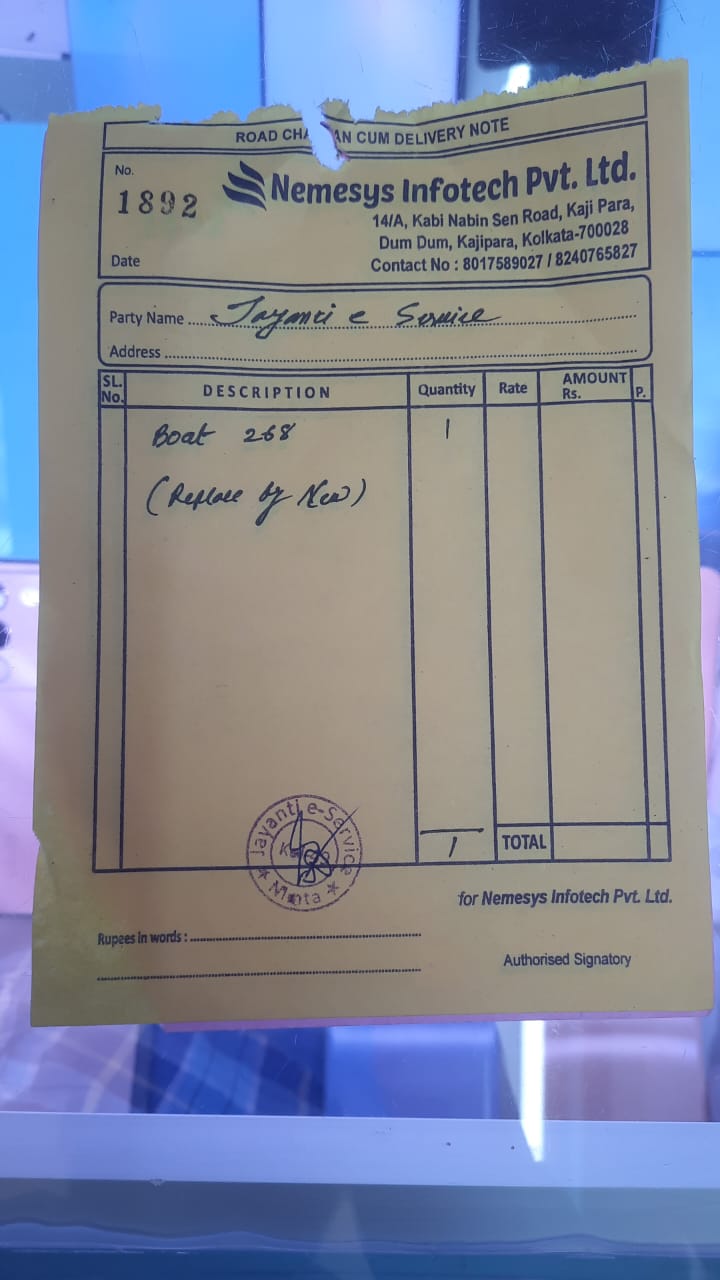 ROAD CHA AN CUM DELIVERY NOTE
No.
1892
Nemesys Infotech Pvt. Ltd.
14/A, Kabi Nabin Sen Road, Kaji Para,
Dum Dum, Kajipara, Kolkata-700028
Date
Contact No : 8017589027 / 8240765827
Party Name Jayanti e Service
Address
SL. No. DESCRIPTION Quantity Rate AMOUNT Rs. P.
Boat 268 1
(Replace by New)
1 TOTAL
Jayanti e-Service
for Nemesys Infotech Pvt. Ltd.
Rupees in words :
Authorised Signatory